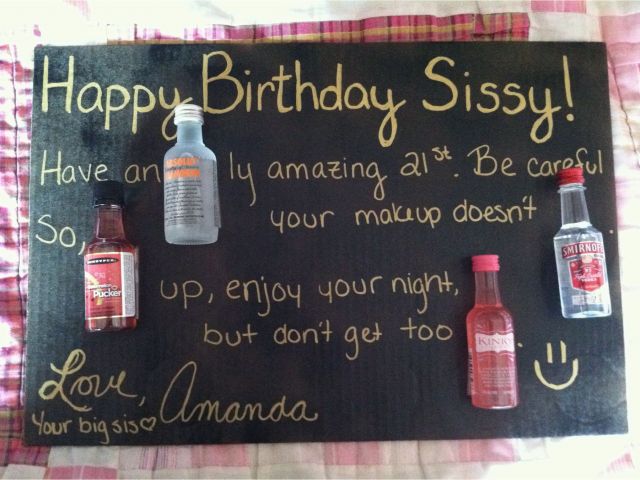 Happy Birthday Sissy!
Have an ABSOLUT ly amazing 21st. Be careful
your makeup doesn't SMIRNOFF .
So, Pucker up, enjoy your night,
but don't get too KINKY .
Love, Amanda
Your big sis